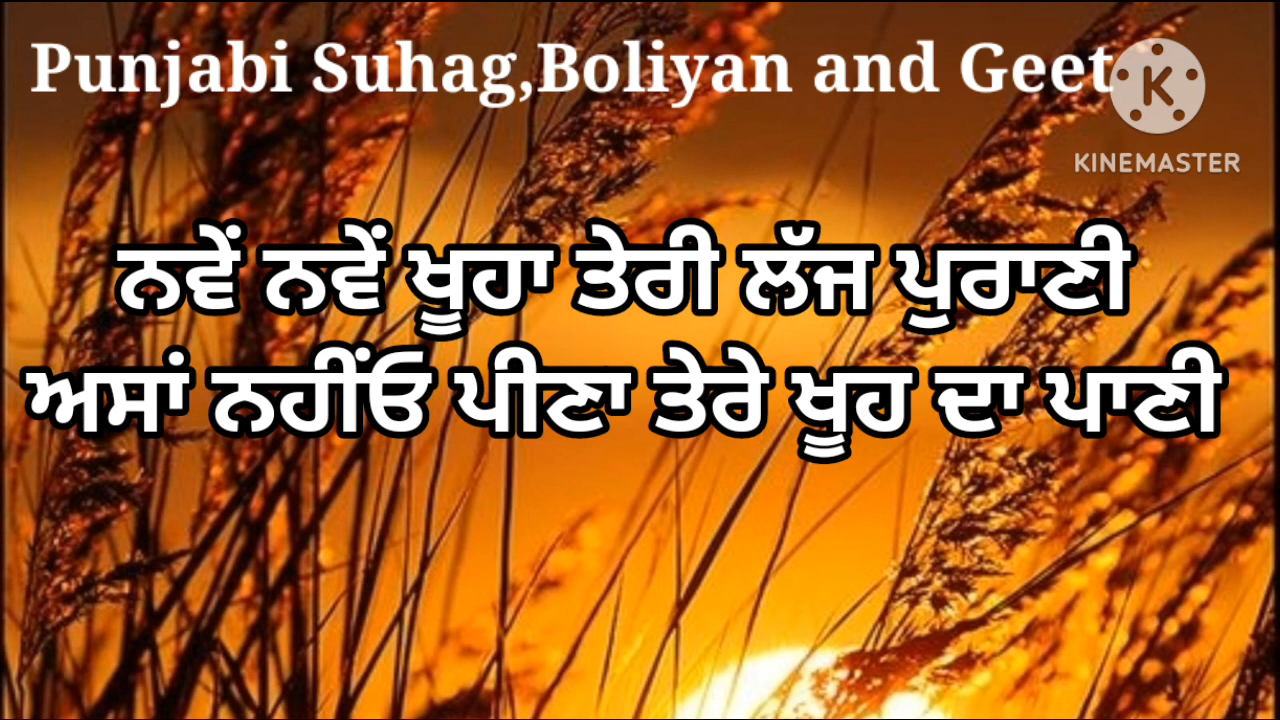 Punjabi Suhag,Boliyan and Geet
K
KINEMASTER
ਨਵੇਂ ਨਵੇਂ ਖੂਹਾ ਤੇਰੀ ਲੱਜ ਪੁਰਾਣੀ
ਅਸਾਂ ਨਹੀਂਓ ਪੀਣਾ ਤੇਰੇ ਖੂਹ ਦਾ ਪਾਣੀ